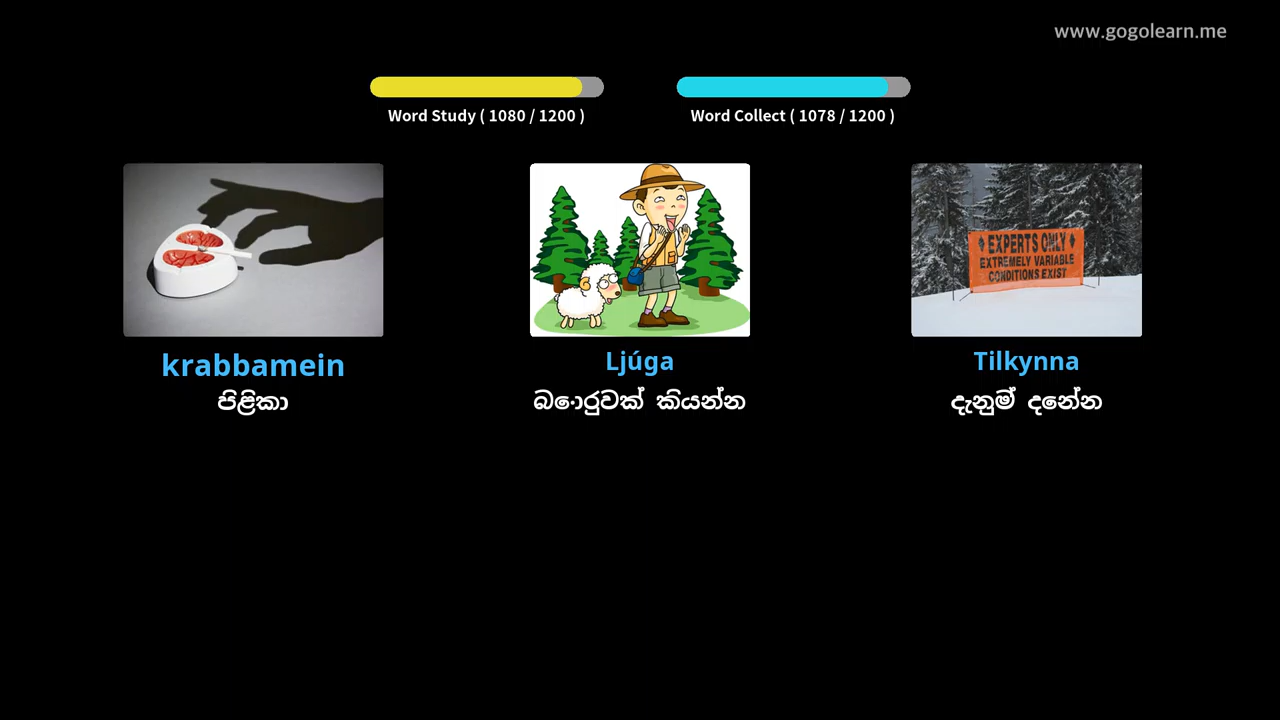 www.gogolearn.me
Word Study ( 1080 / 1200 )
Word Collect ( 1078 / 1200 )
EXPERTS ONLY
EXTREMELY VARIABLE
CONDITIONS EXIST
krabbamein
Ljúga
Tilkynna
පිළිකා
බොරුවක් කියන්න
දැනුම් දෙන්න